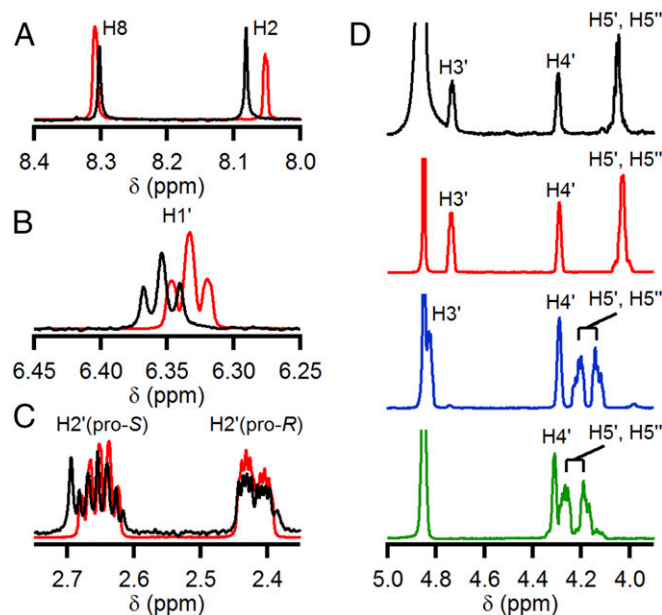 A
H8
H2
8.4 8.3 8.2 8.1 8.0
δ (ppm)
B
H1'
6.45 6.40 6.35 6.30 6.25
δ (ppm)
C
H2'(pro-S)
H2'(pro-R)
2.7 2.6 2.5 2.4
δ (ppm)
D
H3'
H4'
H5', H5''
H3'
H4'
H5', H5''
H3'
H4'
H5', H5''
H4'
H5', H5''
5.0 4.8 4.6 4.4 4.2 4.0
δ (ppm)